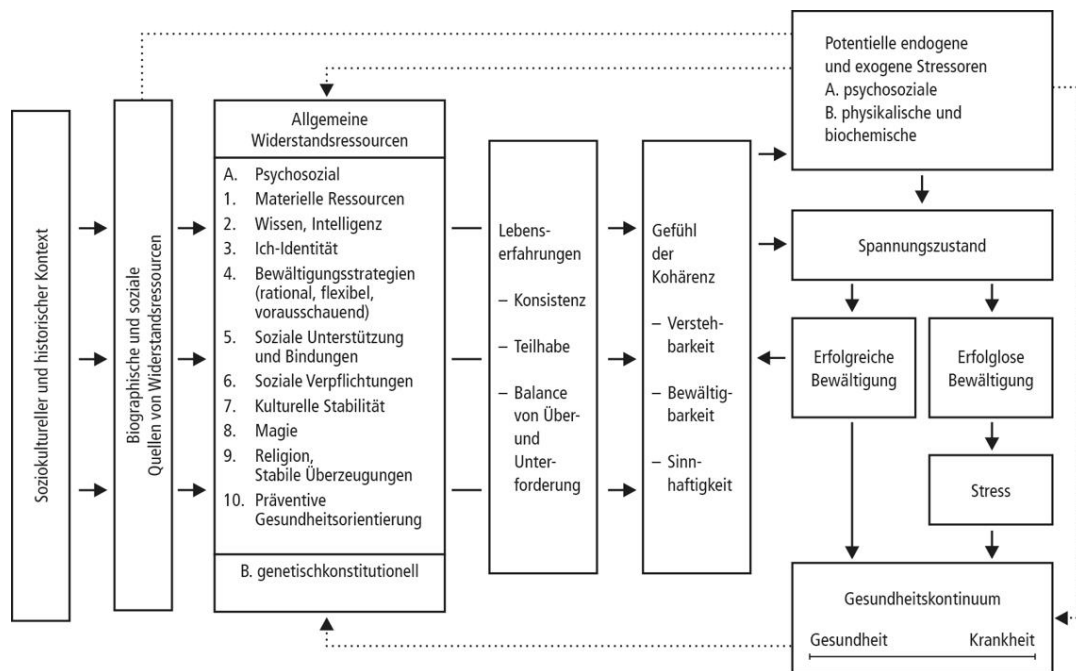 Soziokultureller und historischer Kontext
Biographische und soziale
Quellen von Widerstandsressourcen
Allgemeine
Widerstandsressourcen
A. Psychosozial
1. Materielle Ressourcen
2. Wissen, Intelligenz
3. Ich-Identität
4. Bewältigungsstrategien
(rational, flexibel,
vorausschauend)
5. Soziale Unterstützung
und Bindungen
6. Soziale Verpflichtungen
7. Kulturelle Stabilität
8. Magie
9. Religion,
Stabile Überzeugungen
10. Präventive
Gesundheitsorientierung
B. genetischkonstitutionell
Lebens-
erfahrungen
– Konsistenz
– Teilhabe
– Balance
von Über-
und
Unter-
forderung
Gefühl
der
Kohärenz
– Versteh-
barkeit
– Bewältig-
barkeit
– Sinn-
haftigkeit
Potentielle endogene
und exogene Stressoren
A. psychosoziale
B. physikalische und
biochemische
Spannungszustand
Erfolgreiche
Bewältigung
Erfolglose
Bewältigung
Stress
Gesundheitskontinuum
Gesundheit Krankheit